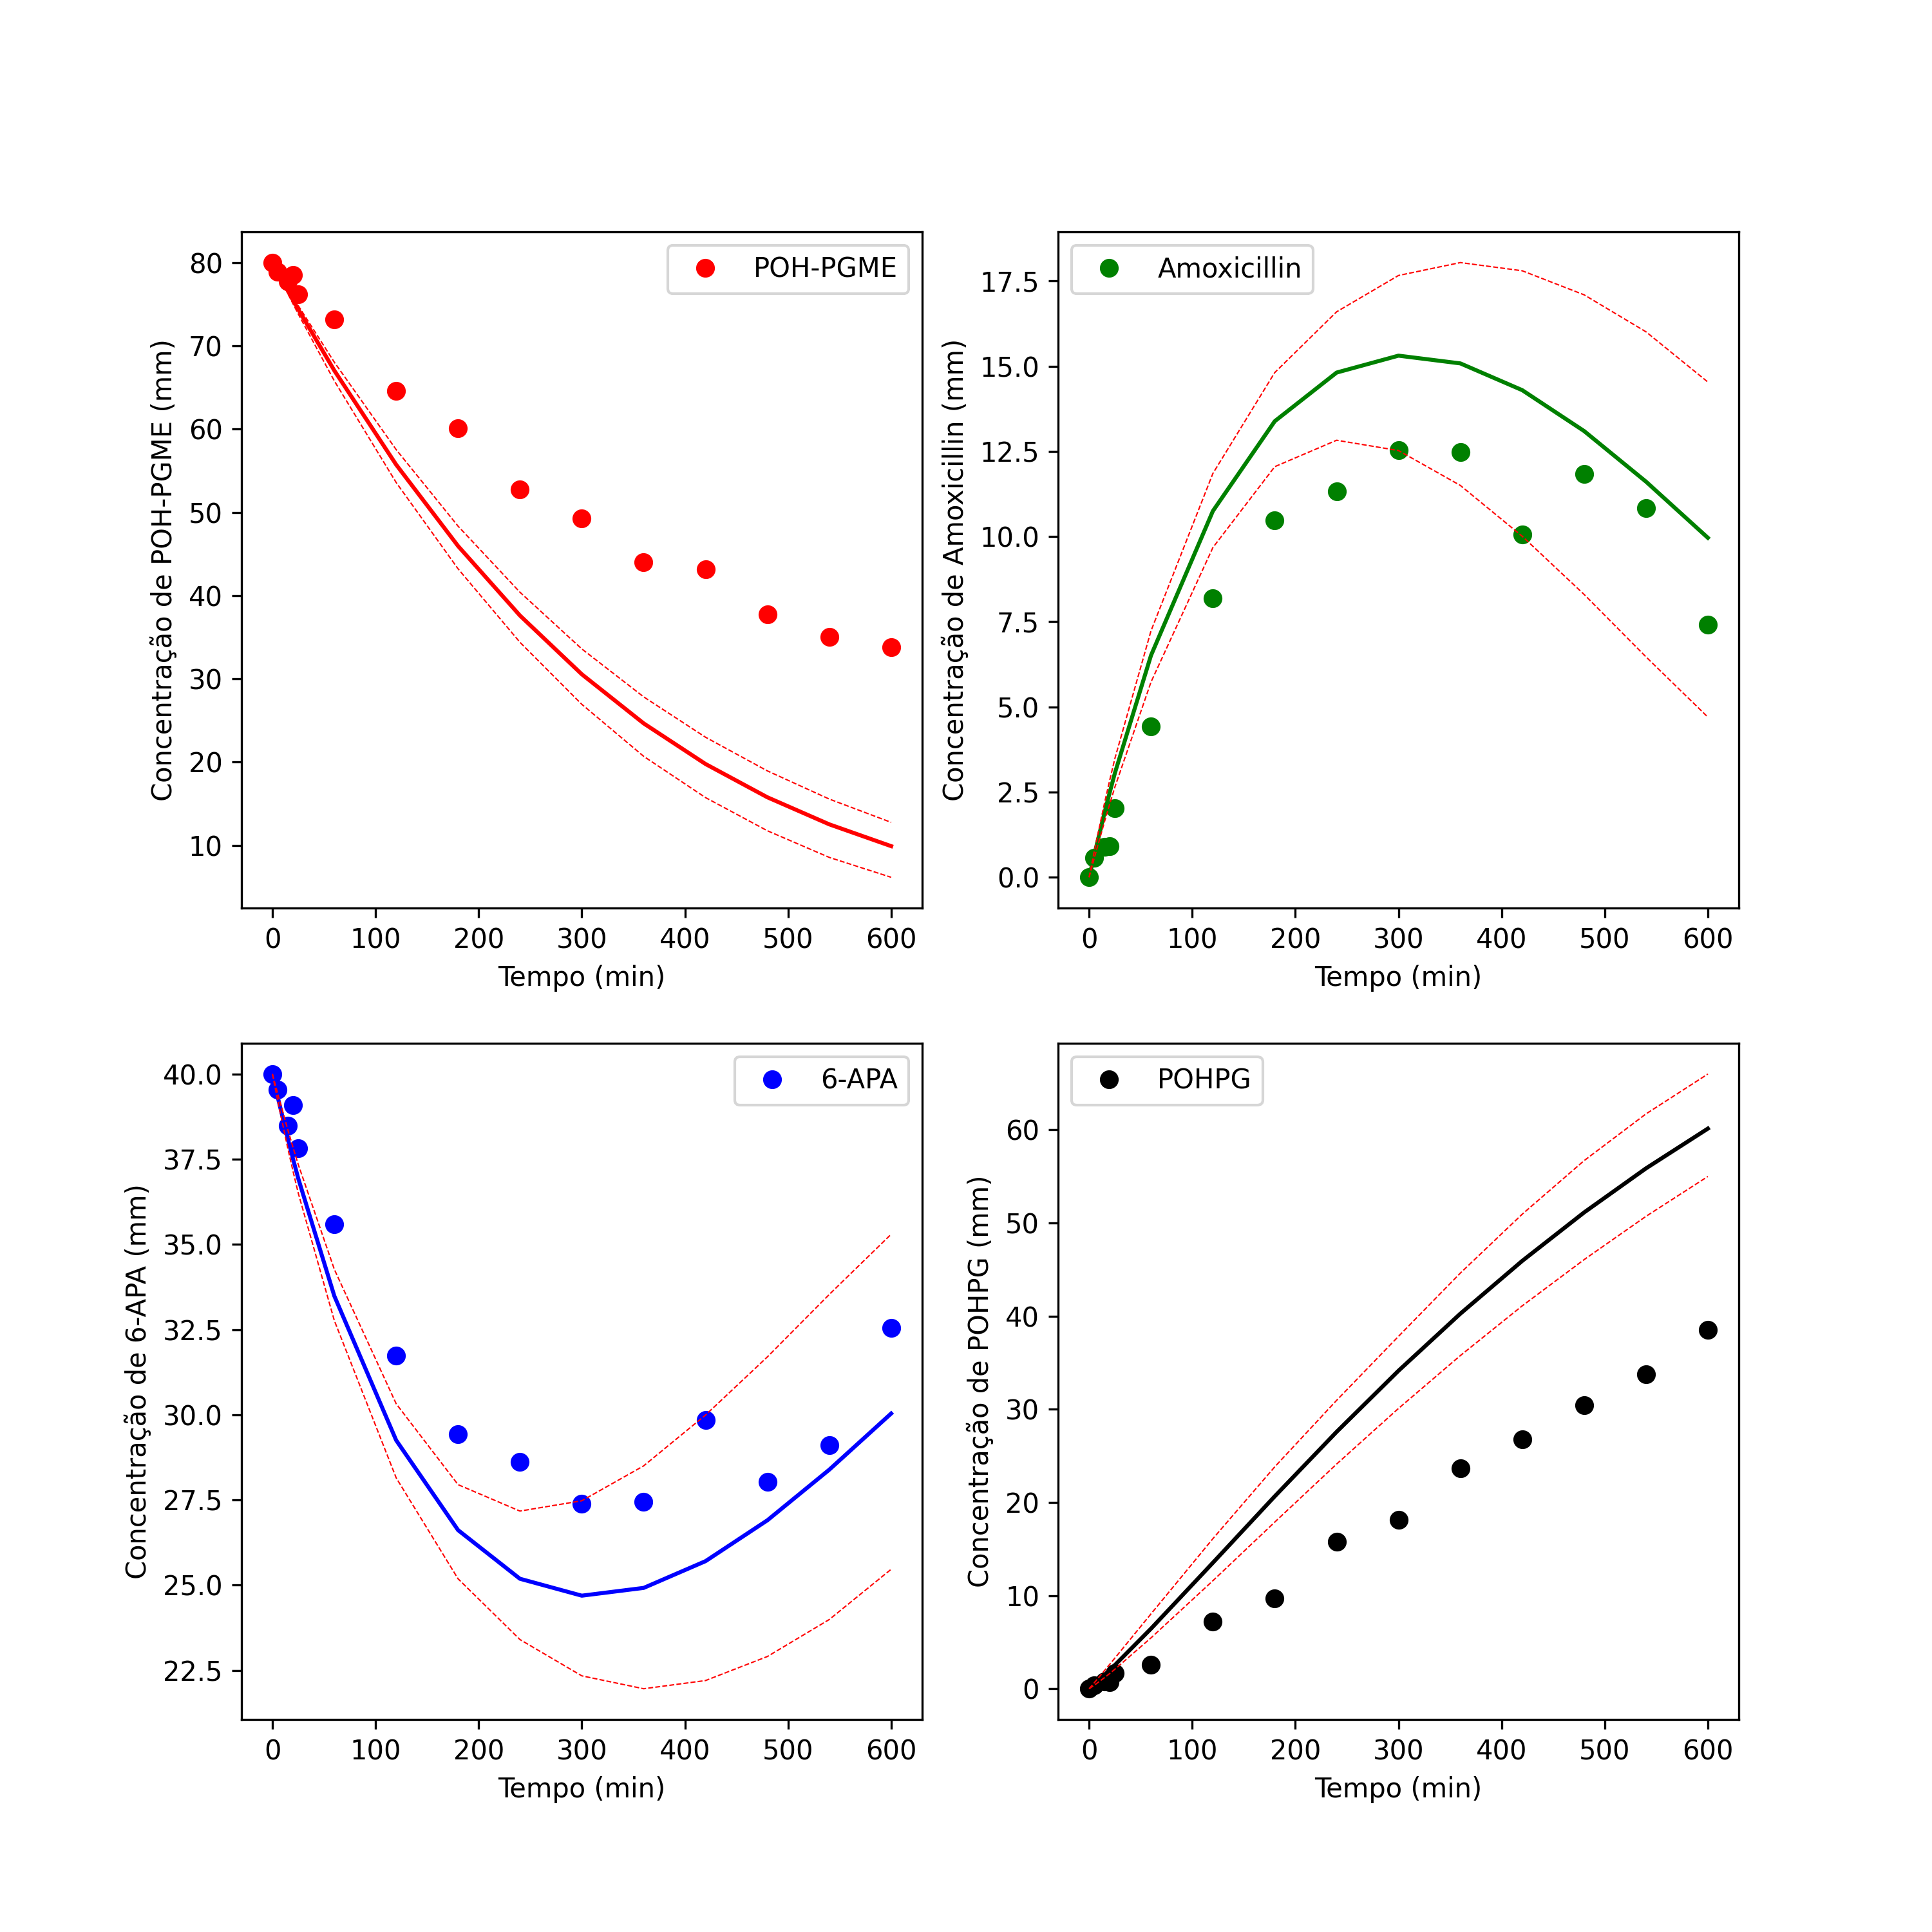 POH-PGME
Concentração de POH-PGME (mm)
80
70
60
50
40
30
20
10
0 100 200 300 400 500 600
Tempo (min)
Amoxicillin
Concentração de Amoxicillin (mm)
17.5
15.0
12.5
10.0
7.5
5.0
2.5
0.0
0 100 200 300 400 500 600
Tempo (min)
6-APA
Concentração de 6-APA (mm)
40.0
37.5
35.0
32.5
30.0
27.5
25.0
22.5
0 100 200 300 400 500 600
Tempo (min)
POHPG
Concentração de POHPG (mm)
60
50
40
30
20
10
0
0 100 200 300 400 500 600
Tempo (min)